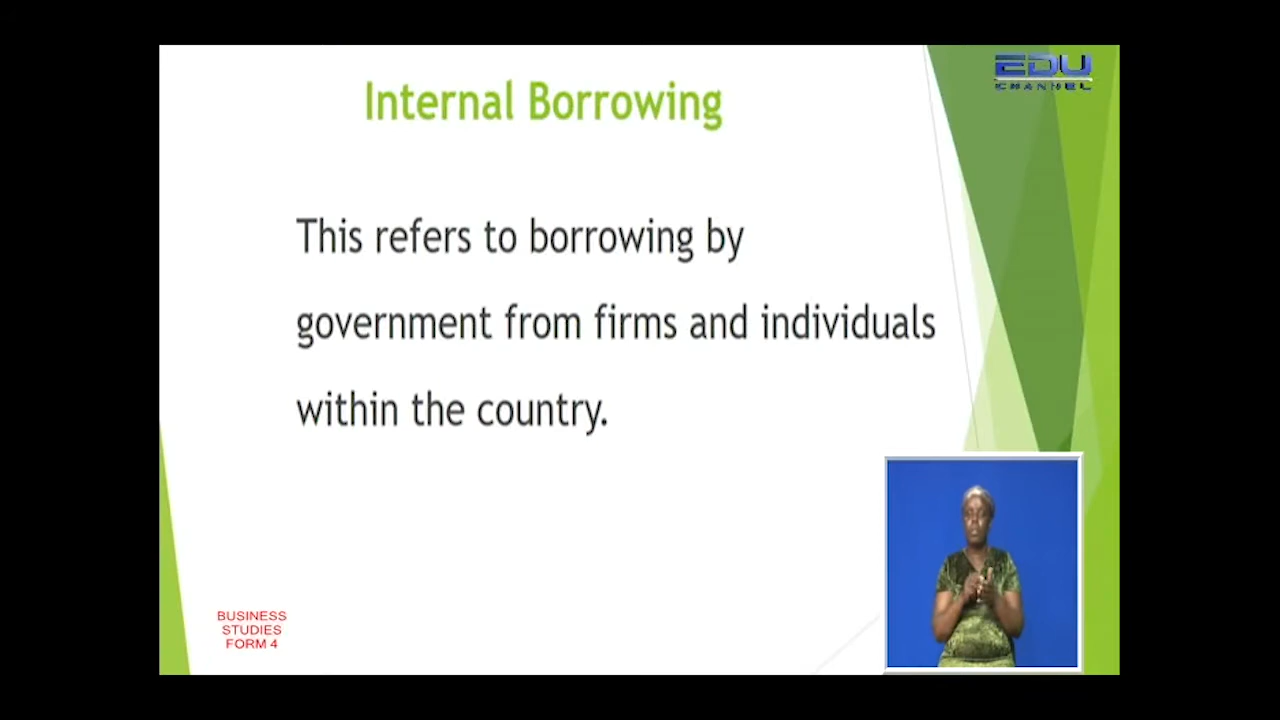 Internal Borrowing
EDU
CHANNEL
This refers to borrowing by
government from firms and individuals
within the country.
BUSINESS
STUDIES
FORM 4